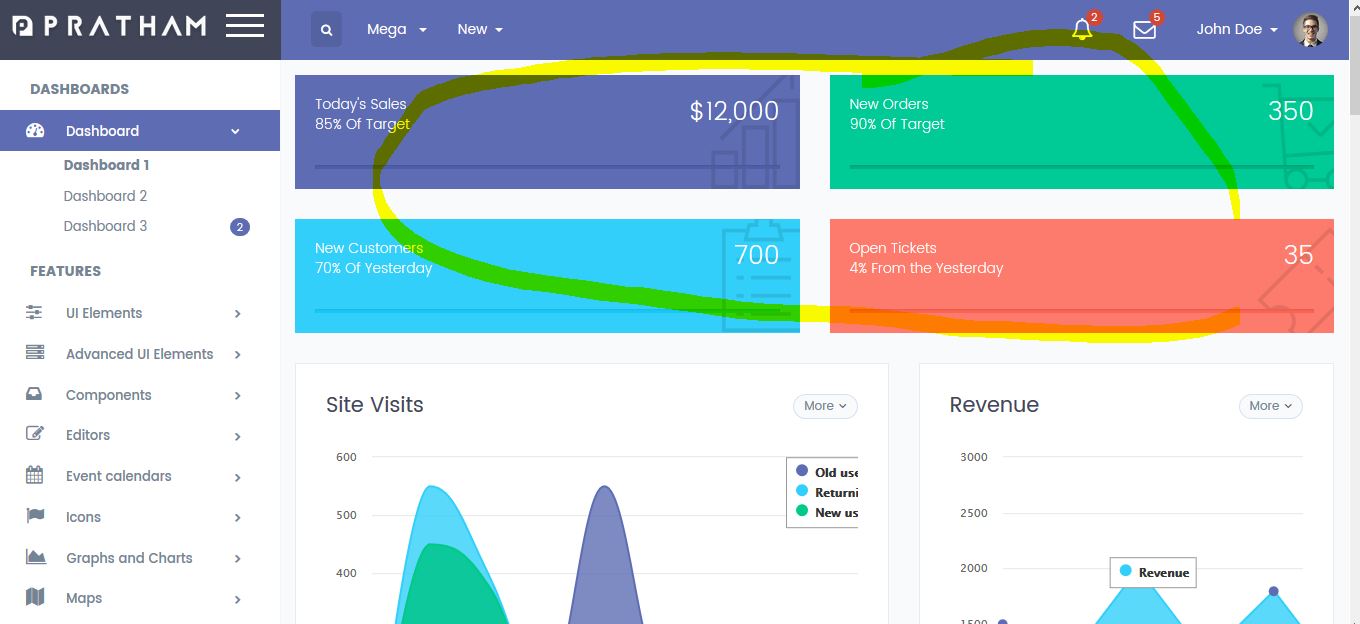 PRATHAM
Mega
New
2
5
John Doe
DASHBOARDS
Dashboard
Dashboard 1
Dashboard 2
Dashboard 3
2
FEATURES
UI Elements
Advanced UI Elements
Components
Editors
Event calendars
Icons
Graphs and Charts
Maps
Today's Sales
85% Of Target
$12,000
New Orders
90% Of Target
350
New Customers
70% Of Yesterday
700
Open Tickets
4% From the Yesterday
35
Site Visits
More
600
500
400
Old use
Returni
New us
Revenue
More
3000
2500
2000
1500
Revenue